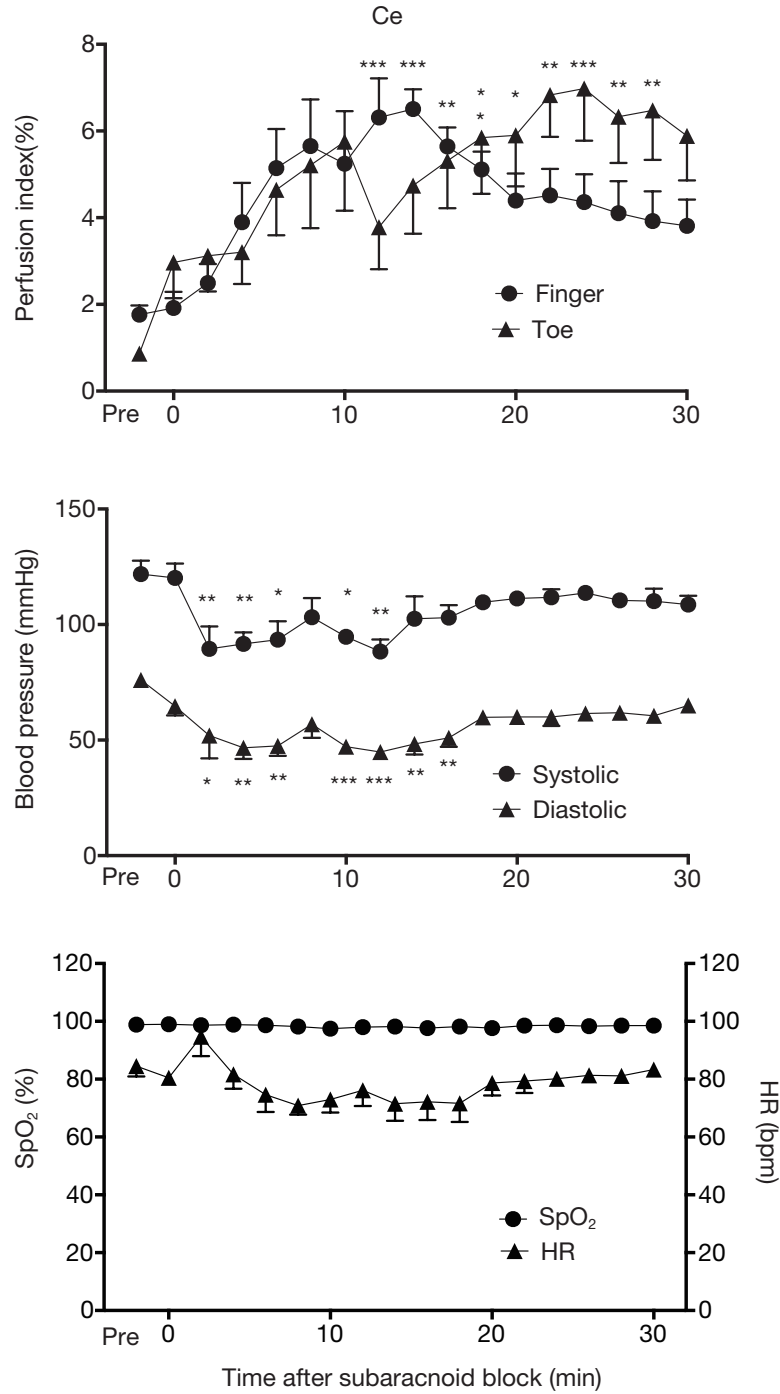 Ce
8
6
4
2
0
Perfusion index(%)
*** *** ** * * * ** *** ** **
Finger
Toe
Pre 0 10 20 30
150
100
50
0
Blood pressure (mmHg)
** ** * * **
* ** ** *** *** ** **
Systolic
Diastolic
Pre 0 10 20 30
120 120
100 100
80 80
60 60
40 40
20 20
0 0
SpO₂ (%)
HR (bpm)
SpO₂
HR
Pre 0 10 20 30
Time after subaracnoid block (min)